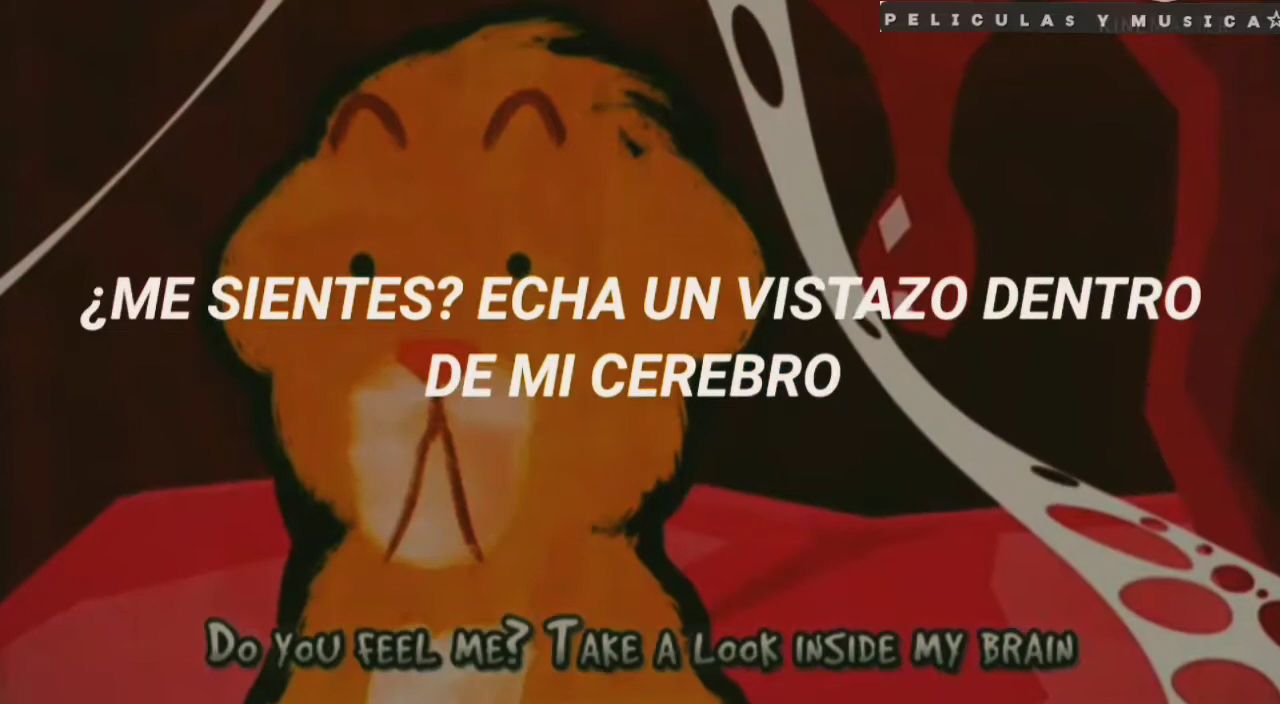 PELICULAS Y MUSICA☆
¿ME SIENTES? ECHA UN VISTAZO DENTRO
DE MI CEREBRO
DO YOU FEEL ME? TAKE A LOOK INSIDE MY BRAIN